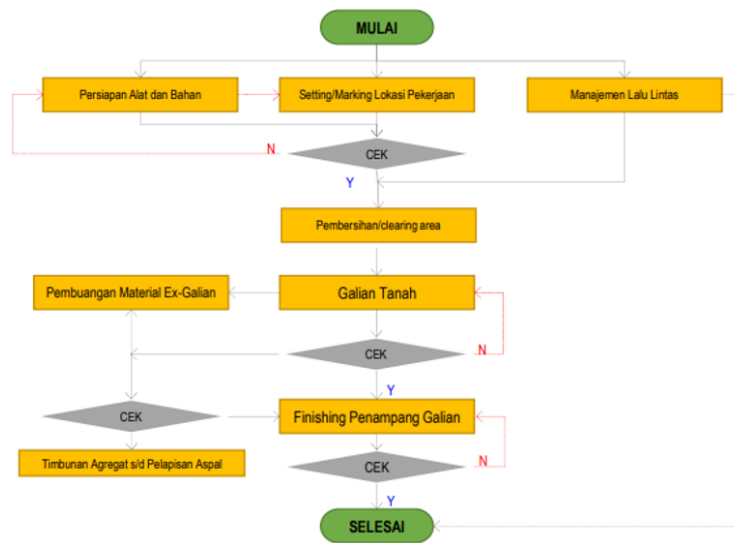 MULAI
Persiapan Alat dan Bahan
Setting/Marking Lokasi Pekerjaan
Manajemen Lalu Lintas
N
CEK
Y
Pembersihan/clearing area
Pembuangan Material Ex-Galian
Galian Tanah
CEK
N
Y
CEK
Finishing Penampang Galian
Timbunan Agregat s/d Pelapisan Aspal
CEK
N
Y
SELESAI